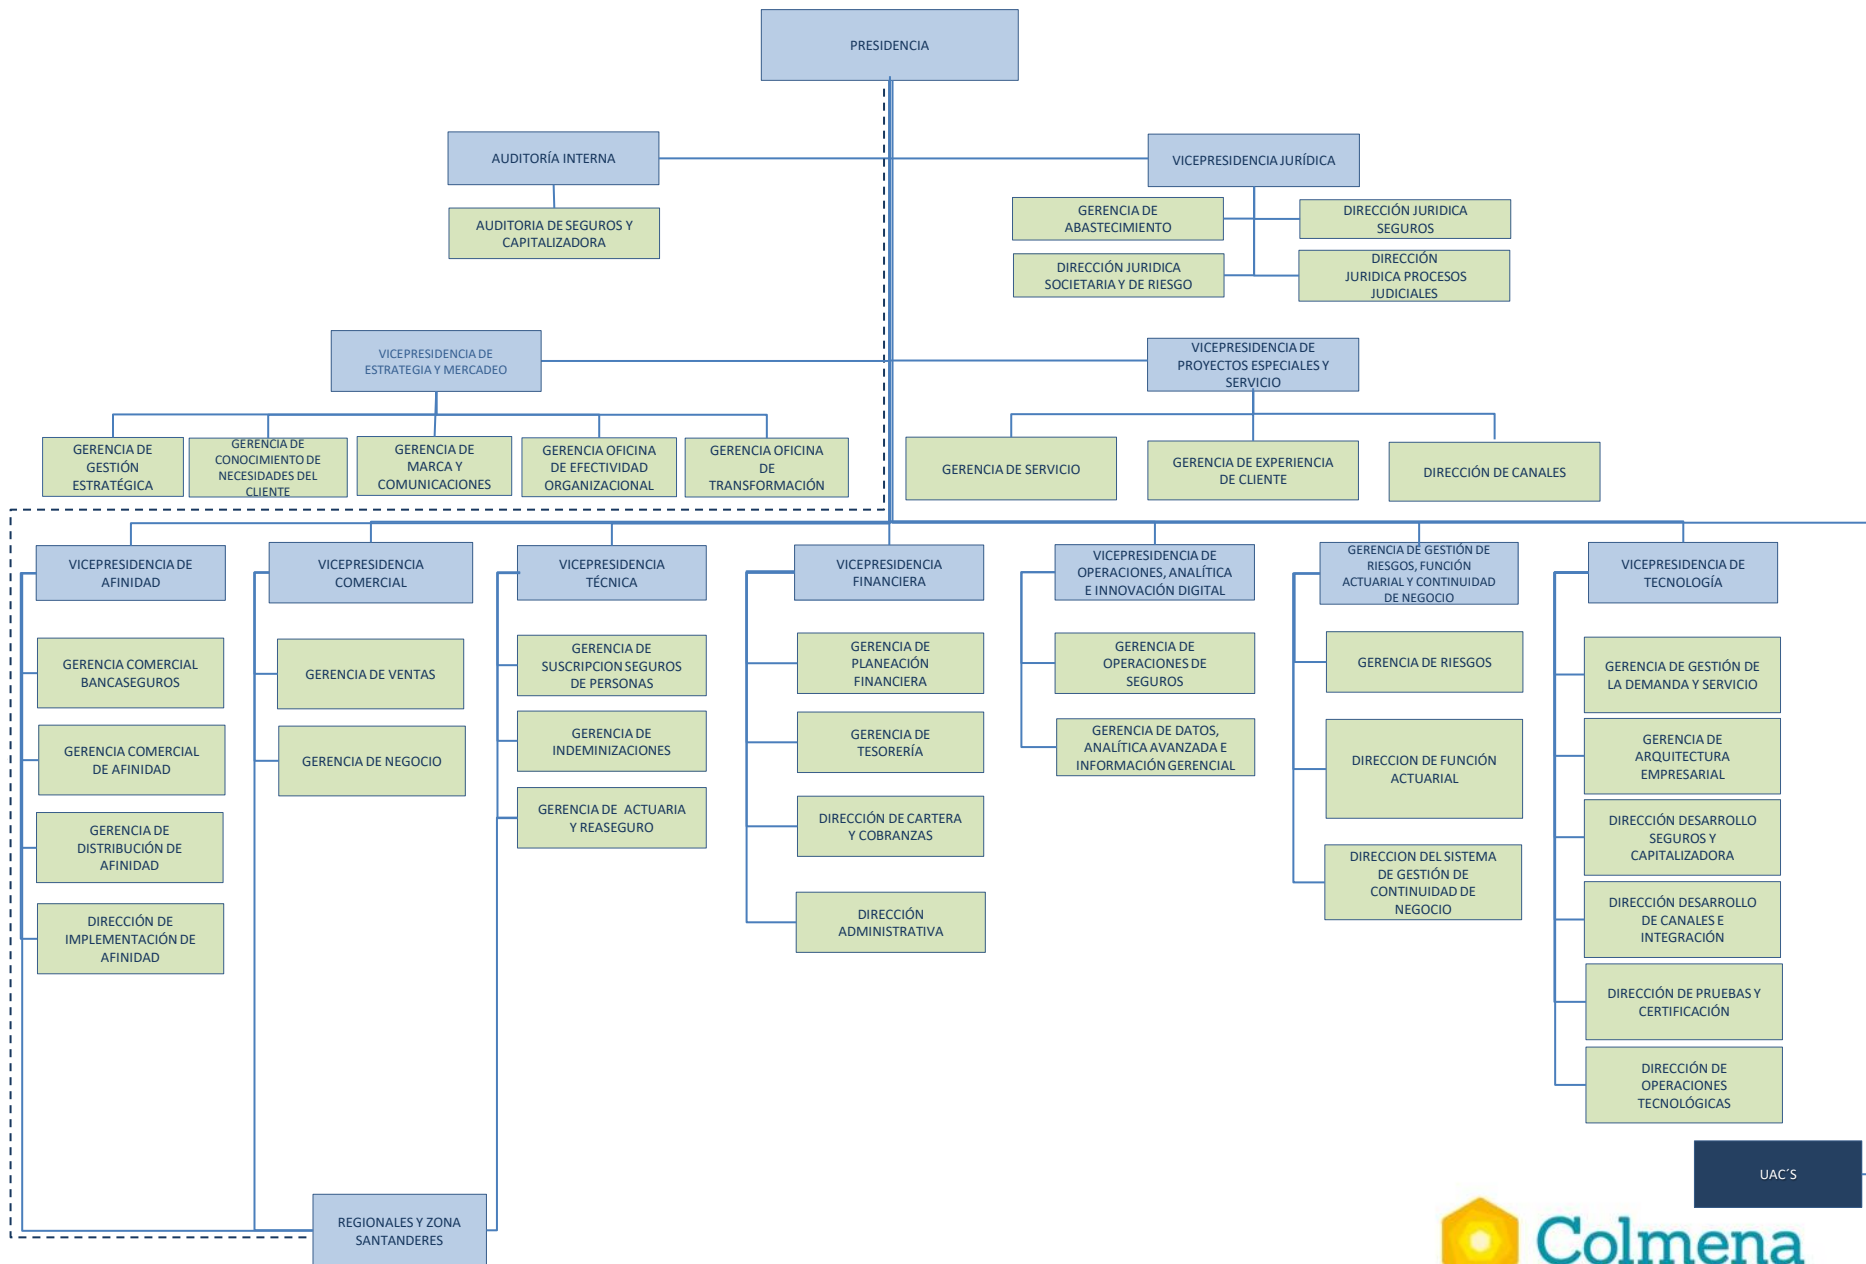 PRESIDENCIA
AUDITORÍA INTERNA
VICEPRESIDENCIA JURÍDICA
AUDITORIA DE SEGUROS Y
CAPITALIZADORA
GERENCIA DE
ABASTECIMIENTO
DIRECCIÓN JURIDICA
SEGUROS
DIRECCIÓN JURIDICA
SOCIETARIA Y DE RIESGO
DIRECCIÓN
JURIDICA PROCESOS
JUDICIALES
VICEPRESIDENCIA DE
ESTRATEGIA Y MERCADEO
VICEPRESIDENCIA DE
PROYECTOS ESPECIALES Y
SERVICIO
GERENCIA DE
GESTIÓN
ESTRATÉGICA
GERENCIA DE
CONOCIMIENTO DE
NECESIDADES DEL
CLIENTE
GERENCIA DE
MARCA Y
COMUNICACIONES
GERENCIA OFICINA
DE EFECTIVIDAD
ORGANIZACIONAL
GERENCIA OFICINA
DE
TRANSFORMACIÓN
GERENCIA DE SERVICIO
GERENCIA DE EXPERIENCIA
DE CLIENTE
DIRECCIÓN DE CANALES
VICEPRESIDENCIA DE
AFINIDAD
VICEPRESIDENCIA
COMERCIAL
VICEPRESIDENCIA
TÉCNICA
VICEPRESIDENCIA
FINANCIERA
VICEPRESIDENCIA DE
OPERACIONES, ANALÍTICA
E INNOVACIÓN DIGITAL
GERENCIA DE GESTIÓN DE
RIESGOS, FUNCIÓN
ACTUARIAL Y CONTINUIDAD
DE NEGOCIO
VICEPRESIDENCIA DE
TECNOLOGÍA
GERENCIA COMERCIAL
BANCASEGUROS
GERENCIA COMERCIAL
DE AFINIDAD
GERENCIA DE
DISTRIBUCIÓN DE
AFINIDAD
DIRECCIÓN DE
IMPLEMENTACIÓN DE
AFINIDAD
GERENCIA DE VENTAS
GERENCIA DE NEGOCIO
GERENCIA DE
SUSCRIPCION SEGUROS
DE PERSONAS
GERENCIA DE
INDEMINIZACIONES
GERENCIA DE ACTUARIA
Y REASEGURO
GERENCIA DE
PLANEACIÓN
FINANCIERA
GERENCIA DE
TESORERÍA
DIRECCIÓN DE CARTERA
Y COBRANZAS
DIRECCIÓN
ADMINISTRATIVA
GERENCIA DE
OPERACIONES DE
SEGUROS
GERENCIA DE DATOS,
ANALÍTICA AVANZADA E
INFORMACIÓN GERENCIAL
GERENCIA DE RIESGOS
DIRECCION DE FUNCIÓN
ACTUARIAL
DIRECCION DEL SISTEMA
DE GESTIÓN DE
CONTINUIDAD DE
NEGOCIO
GERENCIA DE GESTIÓN DE
LA DEMANDA Y SERVICIO
GERENCIA DE
ARQUITECTURA
EMPRESARIAL
DIRECCIÓN DESARROLLO
SEGUROS Y
CAPITALIZADORA
DIRECCIÓN DESARROLLO
DE CANALES E
INTEGRACIÓN
DIRECCIÓN DE PRUEBAS Y
CERTIFICACIÓN
DIRECCIÓN DE
OPERACIONES
TECNOLÓGICAS
UAC´S
REGIONALES Y ZONA
SANTANDERES
Colmena